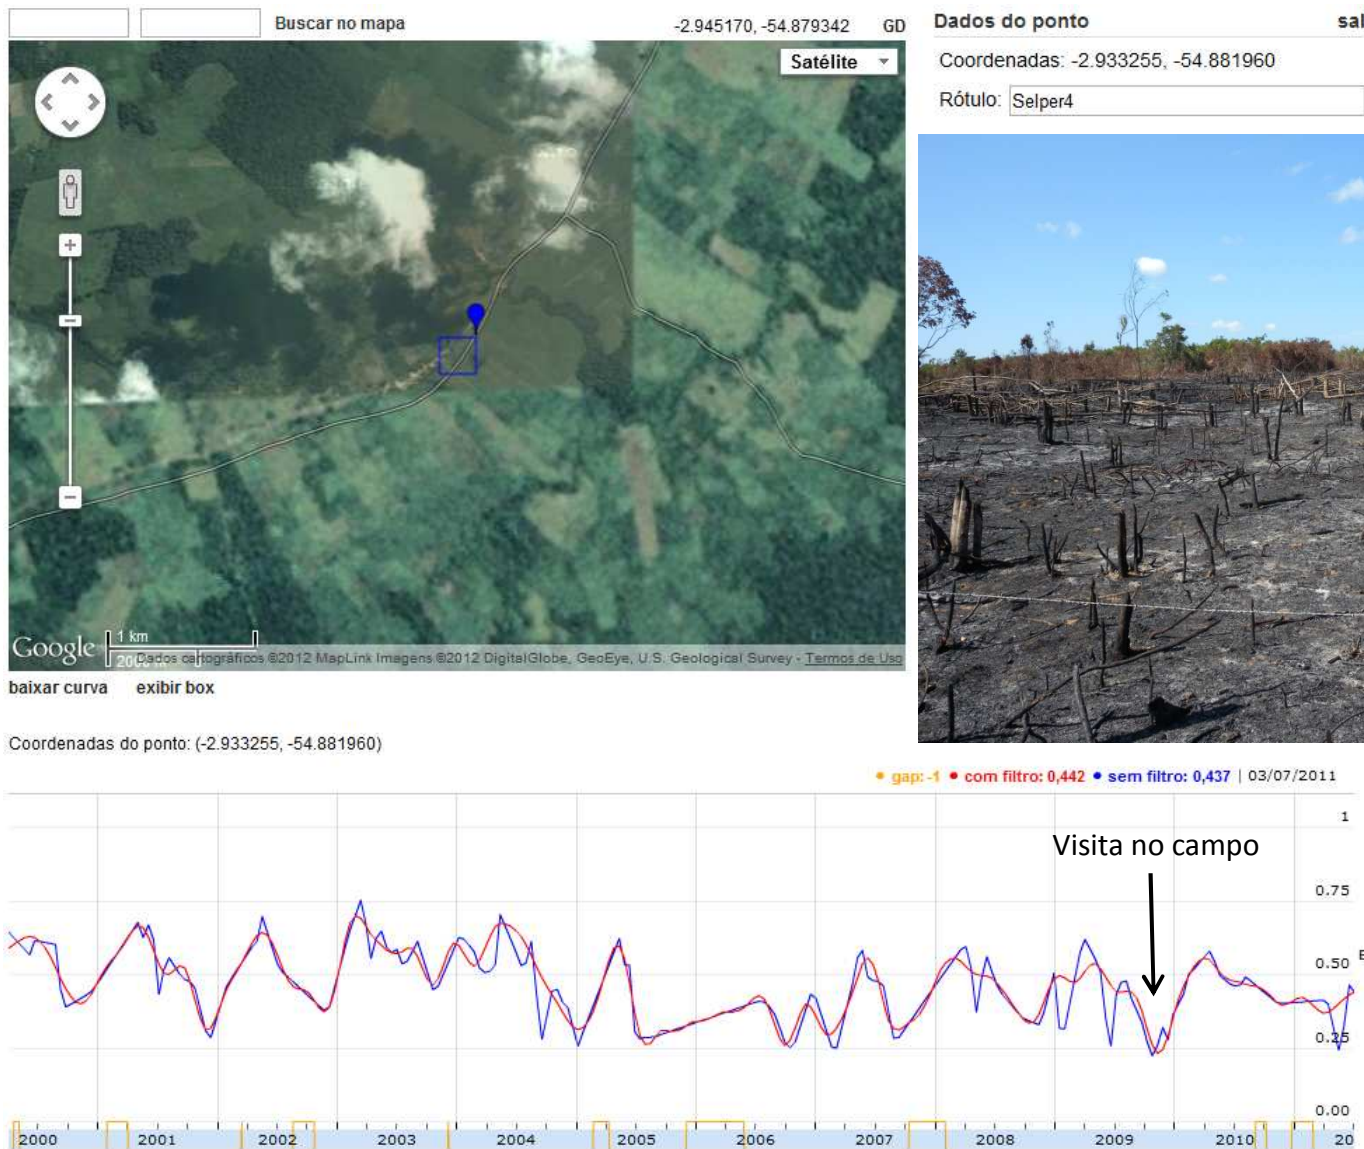 Buscar no mapa
-2.945170, -54.879342 GD
Satélite
Google
1 km
Dados cartográficos ©2012 MapLink Imagens ©2012 DigitalGlobe, GeoEye, U.S. Geological Survey - Termos de Uso
baixar curva exibir box
Dados do ponto sal
Coordenadas: -2.933255, -54.881960
Rótulo: Selper4
Coordenadas do ponto: (-2.933255, -54.881960)
gap: -1 com filtro: 0,442 sem filtro: 0,437 | 03/07/2011
Visita no campo
1
0.75
0.50 E
0.25
0.00
2000 2001 2002 2003 2004 2005 2006 2007 2008 2009 2010 20